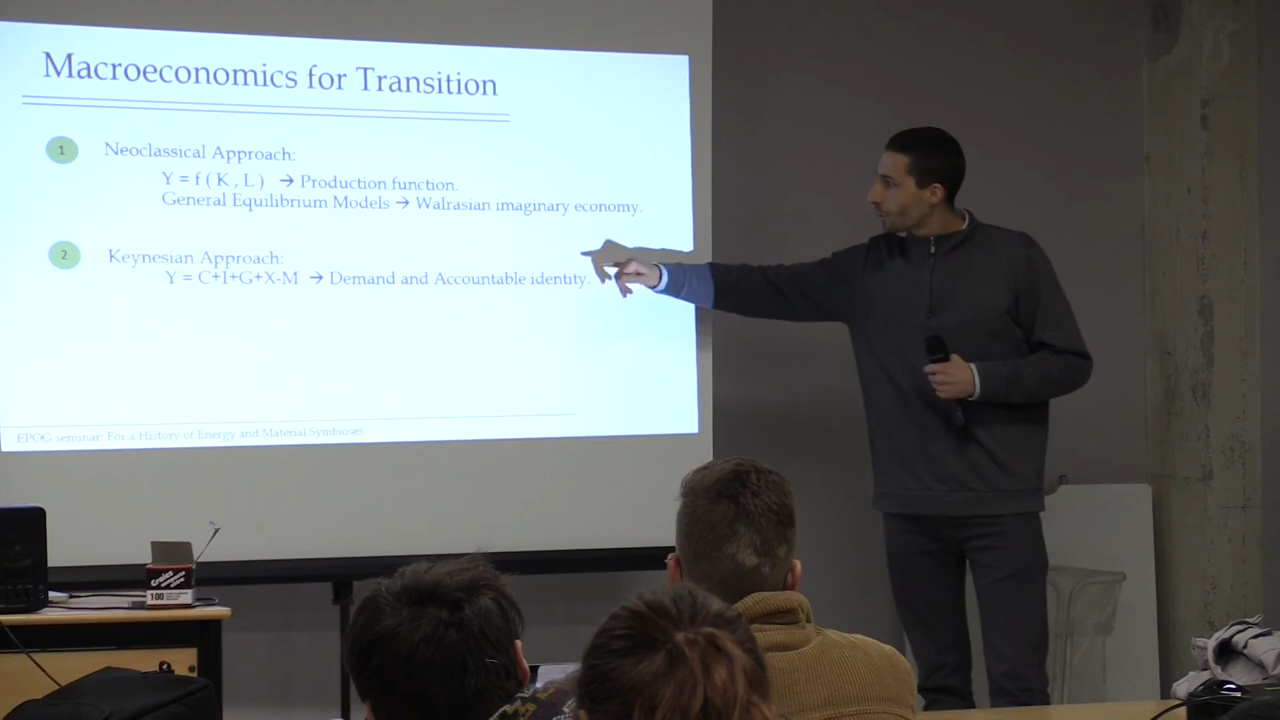 Macroeconomics for Transition
1
Neoclassical Approach:
Y = f ( K , L ) → Production function.
General Equilibrium Models → Walrasian imaginary economy.
2
Keynesian Approach:
Y = C+I+G+X-M → Demand and Accountable identity.
EPOG seminar: For a History of Energy and Material Symbioses
100